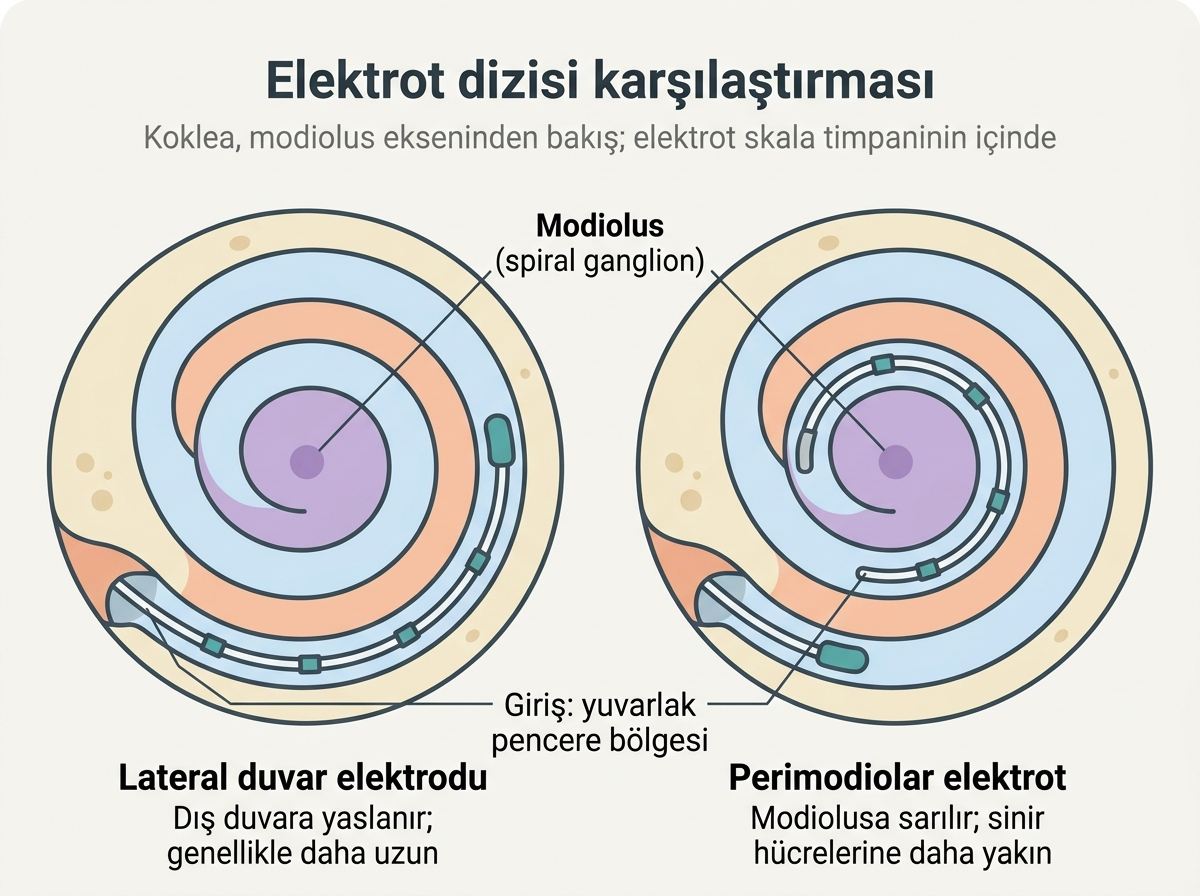 Elektrot dizisi karşılaştırması
Koklea, modiolus ekseninden bakış; elektrot skala timpaninin içinde
Modiolus
(spiral ganglion)
Giriş: yuvarlak
pencere bölgesi
Lateral duvar elektrodu
Dış duvara yaslanır;
genellikle daha uzun
Perimodiolar elektrot
Modiolusa sarılır; sinir
hücrelerine daha yakın